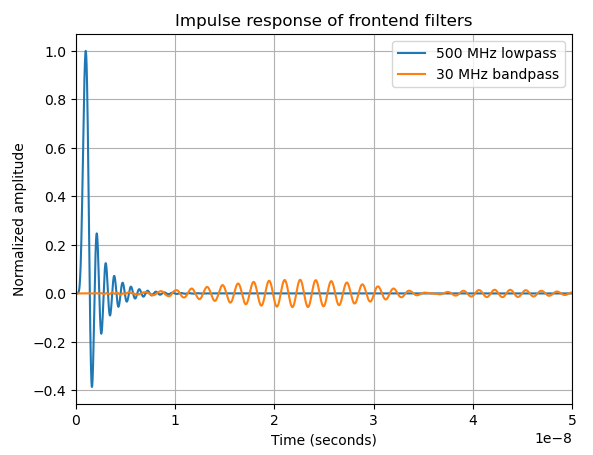 Impulse response of frontend filters
500 MHz lowpass
30 MHz bandpass
Normalized amplitude
1.0
0.8
0.6
0.4
0.2
0.0
−0.2
−0.4
0 1 2 3 4 5
1e−8
Time (seconds)